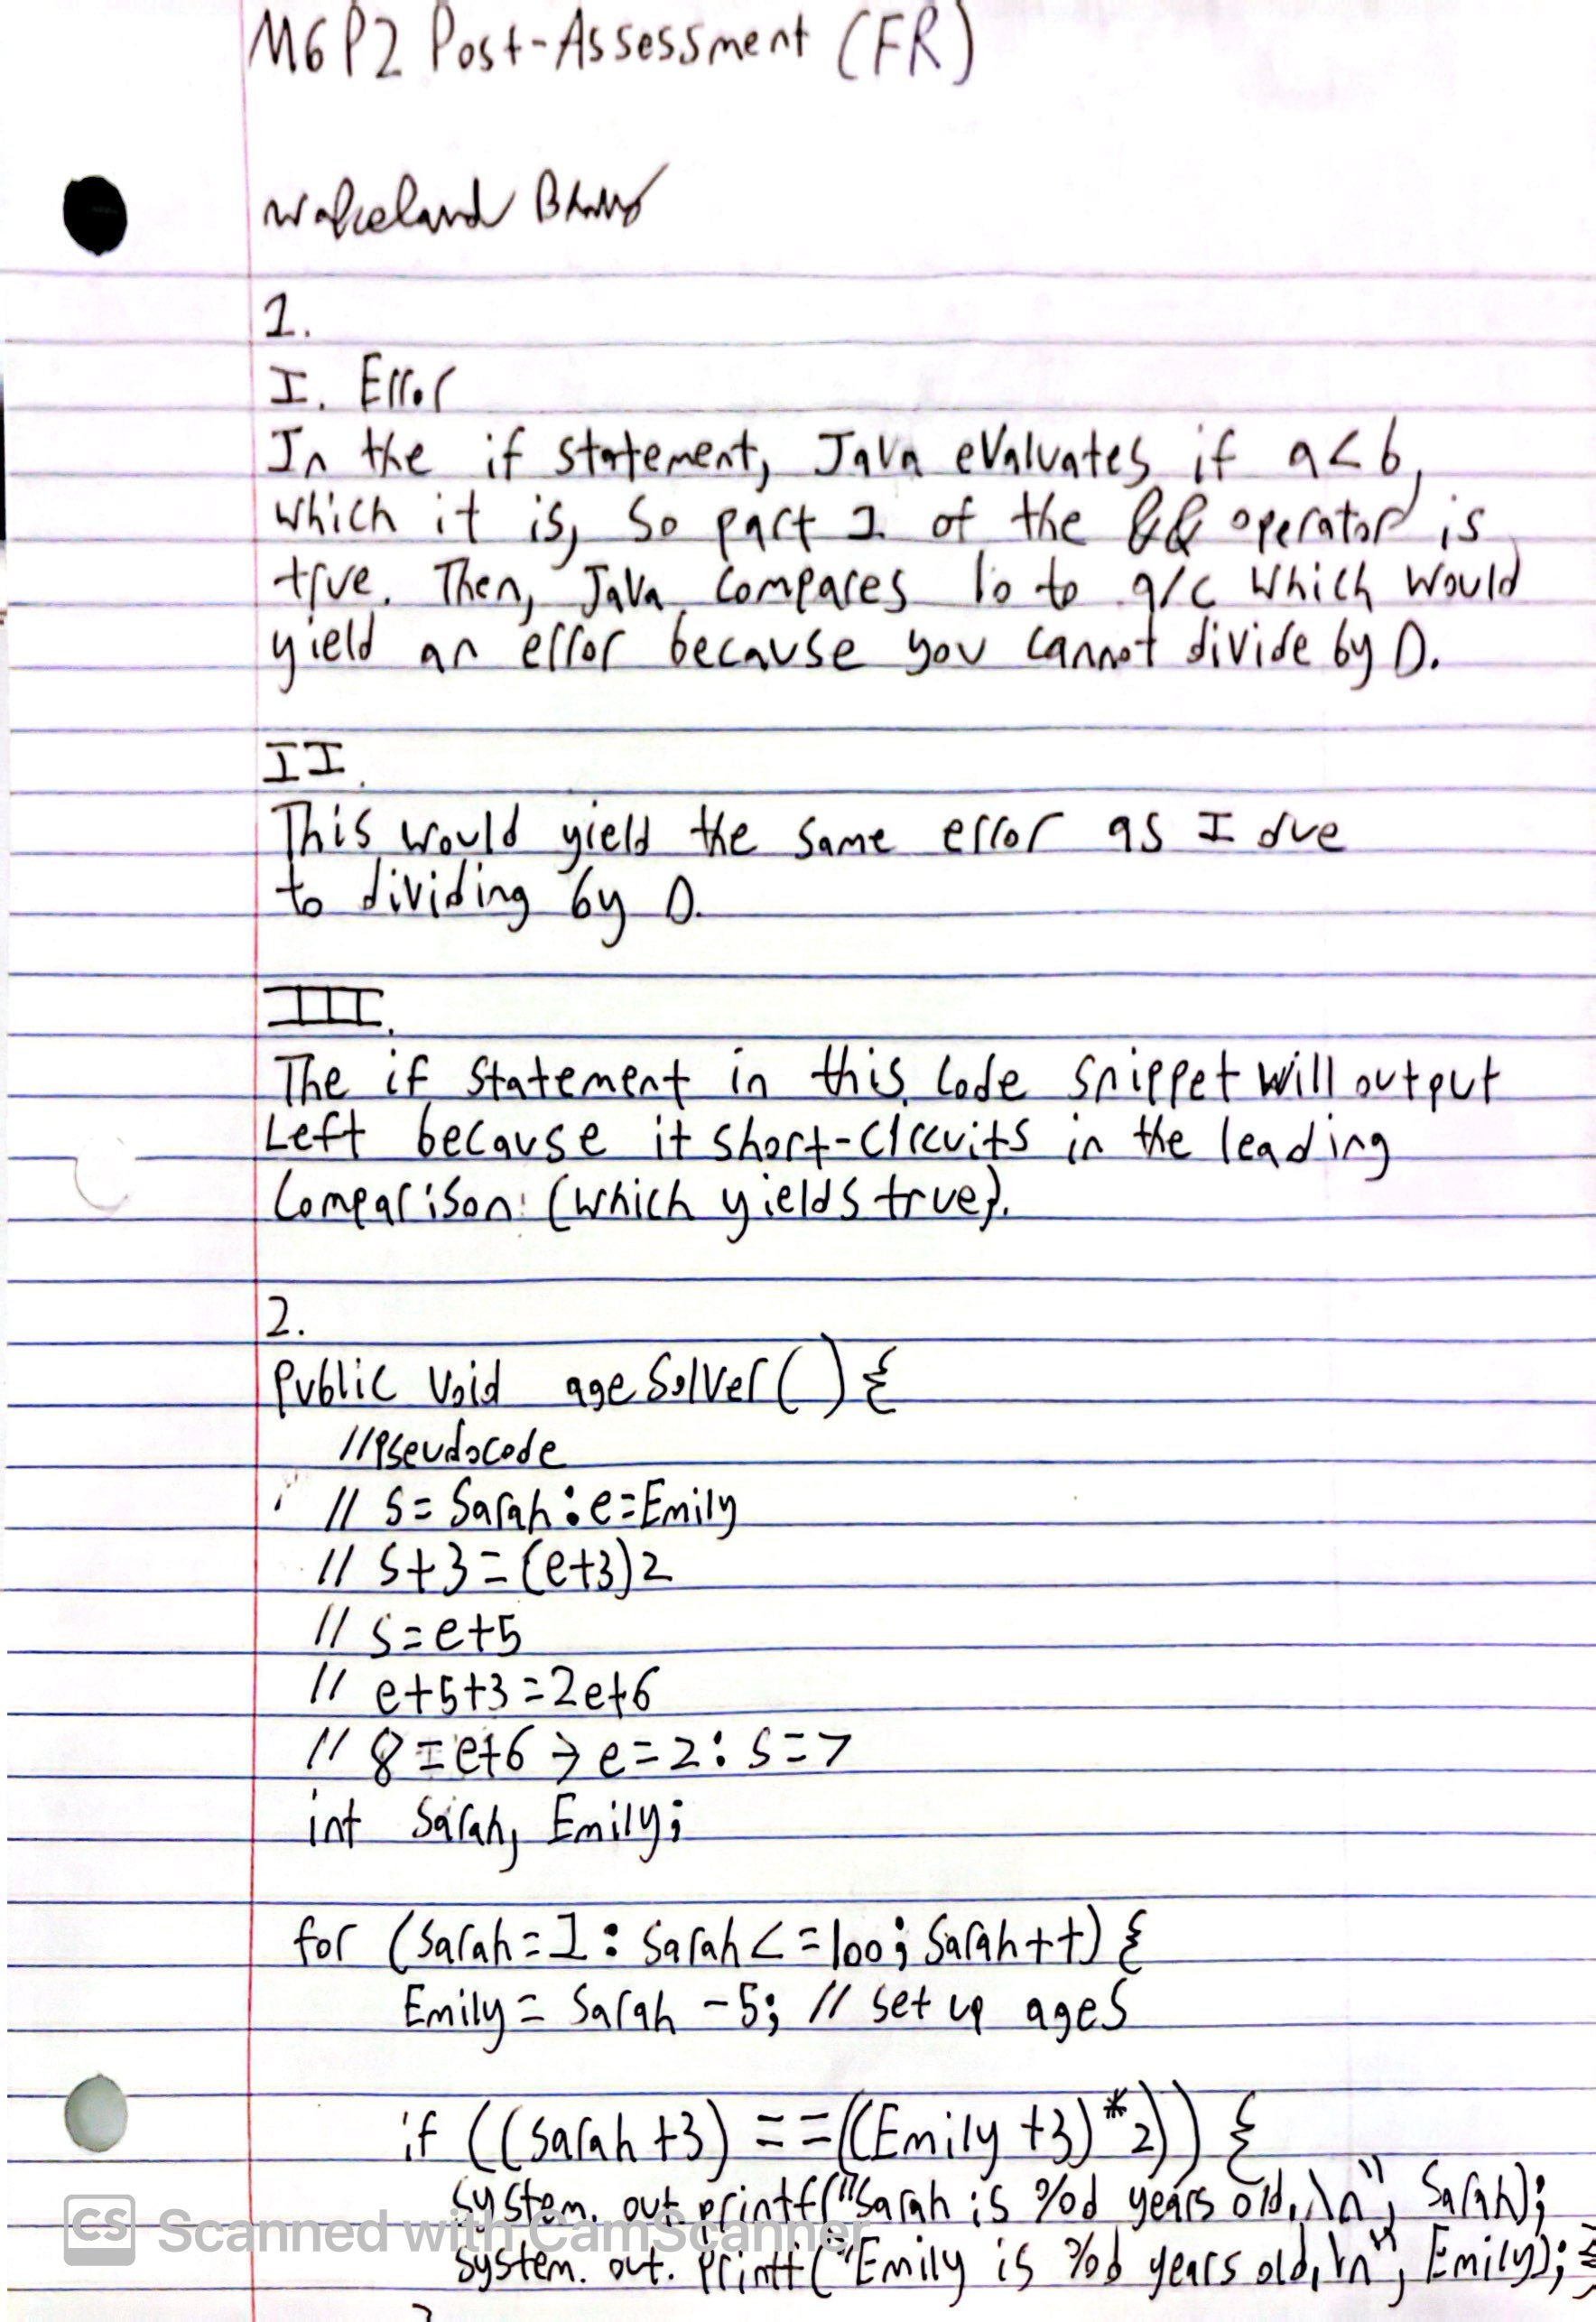 M6P2 Post-Assessment (FR)
Wakeland
1.
I. Error
In the if statement, Java evaluates if a<b,
which it is, so part 1 of the && operator is
true. Then, Java compares 10 to a/c which would
yield an error because you cannot divide by 0.
II.
This would yield the same error as I due
to dividing by 0.
III.
The if statement in this code snippet will output
Left because it short-circuits in the leading
comparison. (which yields true).
2.
public void ageSolver() {
//Pseudocode
// s = Sarah : e = Emily
// s+3 = (e+3)2
// s = e+5
// e+5+3 = 2e+6
// 8 = e+6 → e = 2 : s = 7
int Sarah, Emily;
for (Sarah = 1 : Sarah <= 100; Sarah++) {
Emily = Sarah - 5; // set up ages
if ((Sarah +3) == ((Emily +3)*2)) {
System. out. printf("Sarah is %d years old.\n", Sarah);
System. out. printf("Emily is %d years old.\n", Emily); }
}
CS Scanned with CamScanner